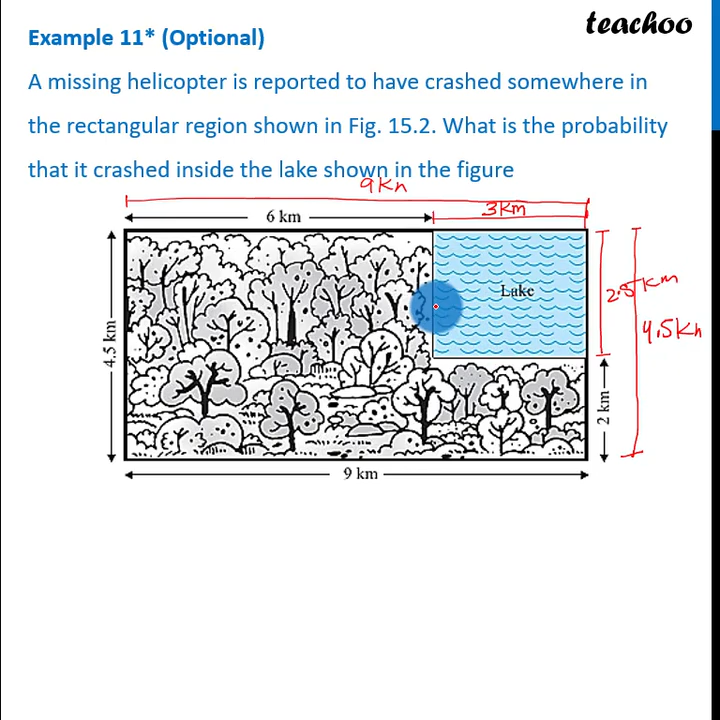 teachoo
Example 11* (Optional)
A missing helicopter is reported to have crashed somewhere in
the rectangular region shown in Fig. 15.2. What is the probability
that it crashed inside the lake shown in the figure
9Km
6 km
3Km
Lake
2.5Km
4.5Km
4.5 km
2 km
9 km